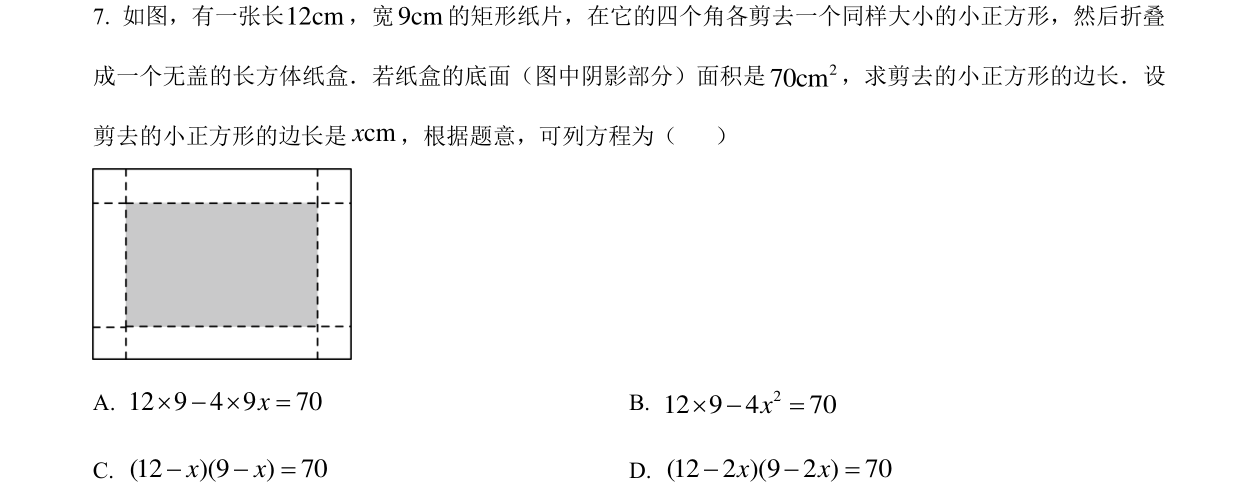 7. 如图，有一张长12cm，宽9cm的矩形纸片，在它的四个角各剪去一个同样大小的小正方形，然后折叠
成一个无盖的长方体纸盒．若纸盒的底面（图中阴影部分）面积是70cm²，求剪去的小正方形的边长．设
剪去的小正方形的边长是xcm，根据题意，可列方程为（　　）
A. 12×9−4×9x=70
B. 12×9−4x²=70
C. (12−x)(9−x)=70
D. (12−2x)(9−2x)=70